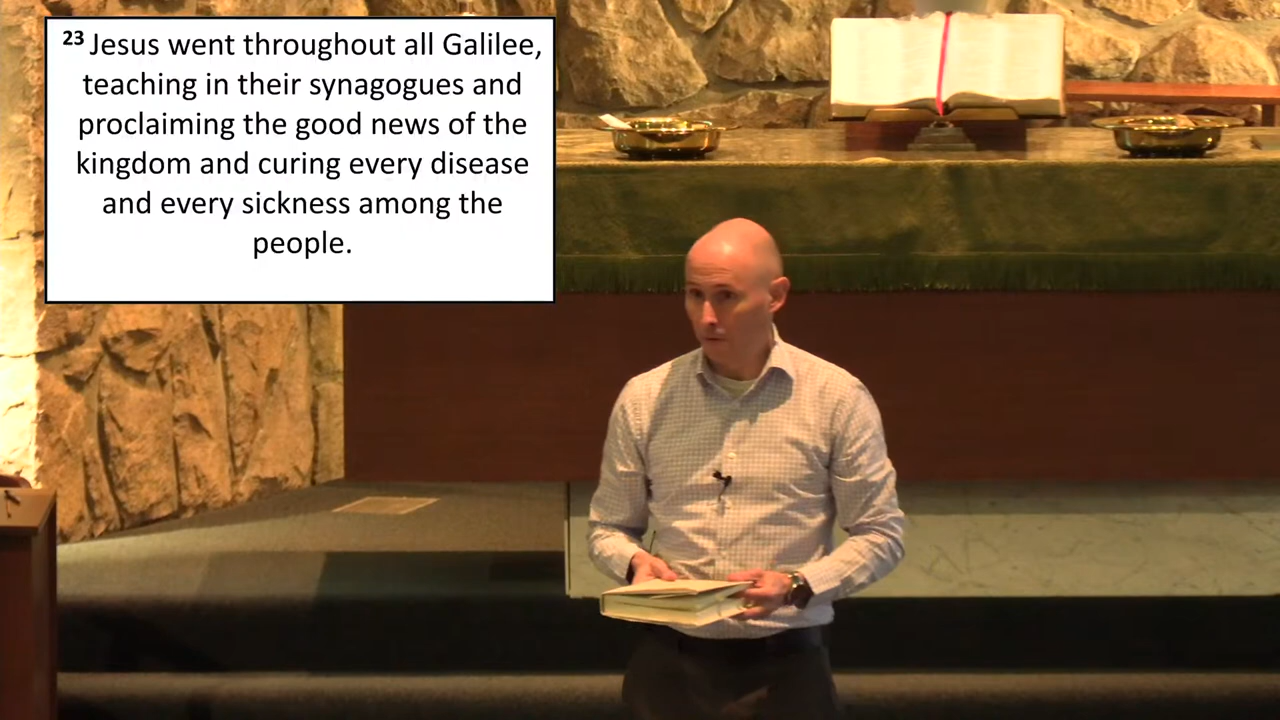 23 Jesus went throughout all Galilee,
teaching in their synagogues and
proclaiming the good news of the
kingdom and curing every disease
and every sickness among the
people.